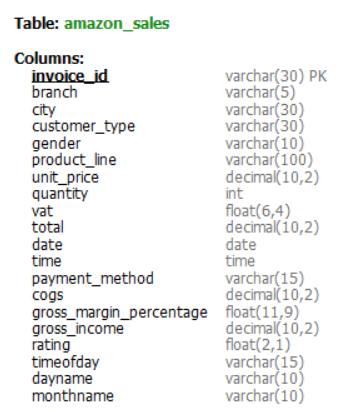 Table: amazon_sales
Columns:
invoice_id varchar(30) PK
branch varchar(5)
city varchar(30)
customer_type varchar(30)
gender varchar(10)
product_line varchar(100)
unit_price decimal(10,2)
quantity int
vat float(6,4)
total decimal(10,2)
date date
time time
payment_method varchar(15)
cogs decimal(10,2)
gross_margin_percentage float(11,9)
gross_income decimal(10,2)
rating float(2,1)
timeofday varchar(15)
dayname varchar(10)
monthname varchar(10)